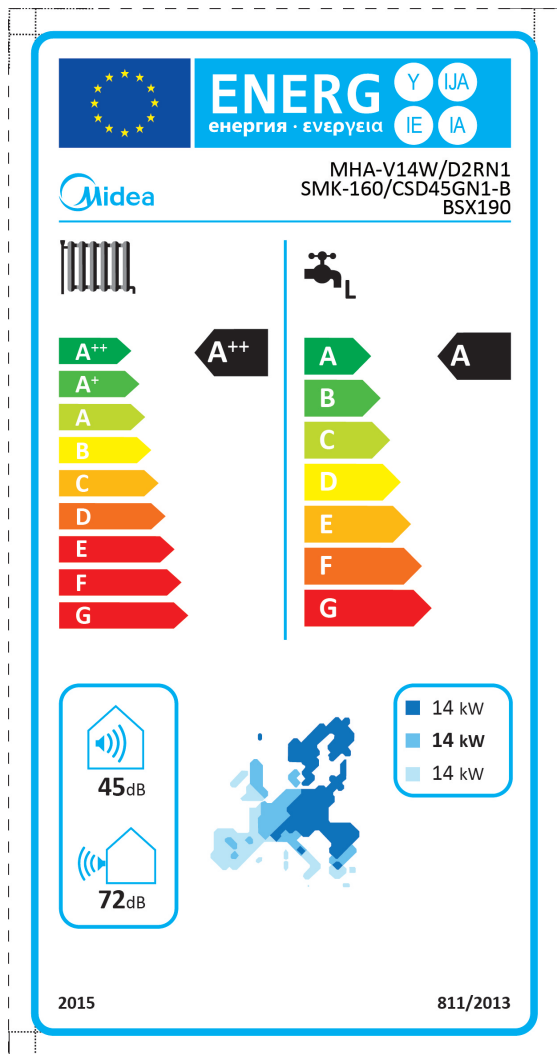 ENERG
енергия · ενεργεια
Y IJA
IE IA
Midea
MHA-V14W/D2RN1
SMK-160/CSD45GN1-B
BSX190
L
A++
A+
A
B
C
D
E
F
G
A++
A
B
C
D
E
F
G
A
45dB
72dB
14 kW
14 kW
14 kW
2015
811/2013